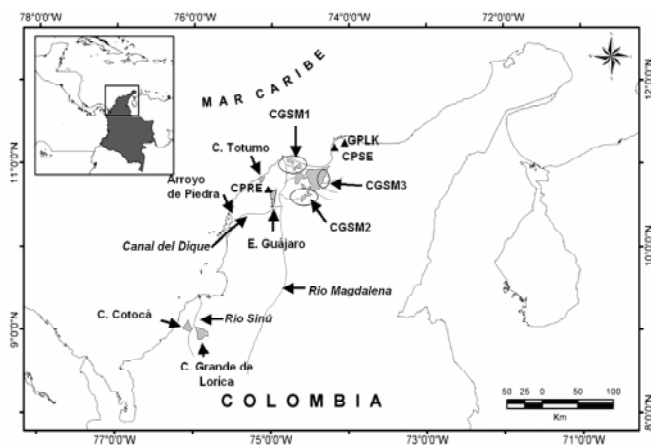 78°0'0"W 76°0'0"W 74°0'0"W 72°0'0"W
MAR CARIBE
12°0'0"N
CGSM1
GPLK
C. Totumo
CPSE
11°0'0"N
Arroyo
de Piedra
CPRE
CGSM3
CGSM2
Canal del Dique
E. Guájaro
10°0'0"N
Río Magdalena
C. Cotocá
Río Sinú
9°0'0"N
C. Grande de
Lorica
COLOMBIA
50 25 0 50 100
Km
8°0'0"N
77°0'0"W 75°0'0"W 73°0'0"W 71°0'0"W